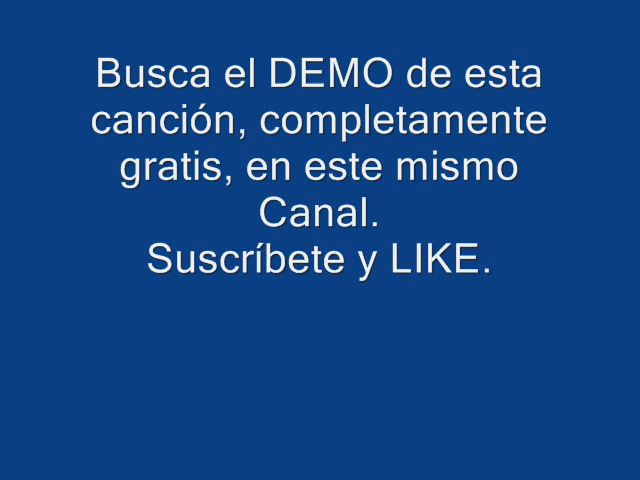 Busca el DEMO de esta
canción, completamente
gratis, en este mismo
Canal.
Suscríbete y LIKE.